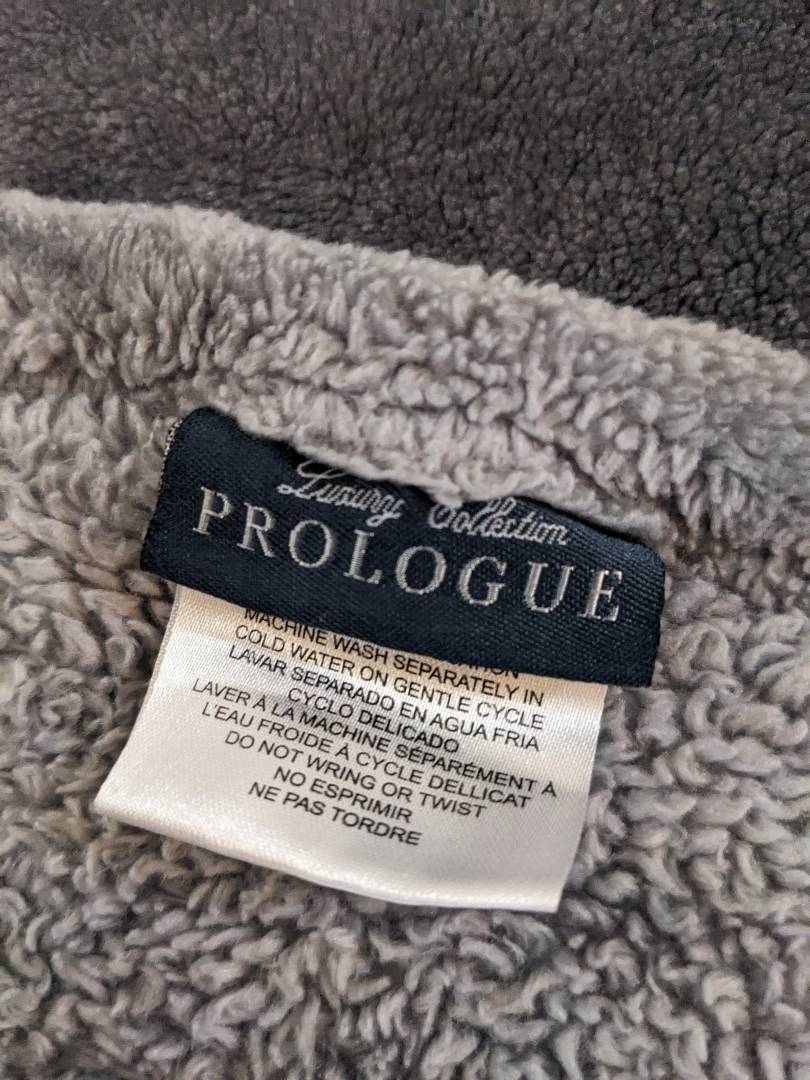 Luxury Collection
PROLOGUE
MACHINE WASH SEPARATELY IN
COLD WATER ON GENTLE CYCLE
LAVAR SEPARADO EN AGUA FRIA
CYCLO DELICADO
LAVER À LA MACHINE SÉPARÉMENT À
L'EAU FROIDE À CYCLE DELLICAT
DO NOT WRING OR TWIST
NO ESPRIMIR
NE PAS TORDRE